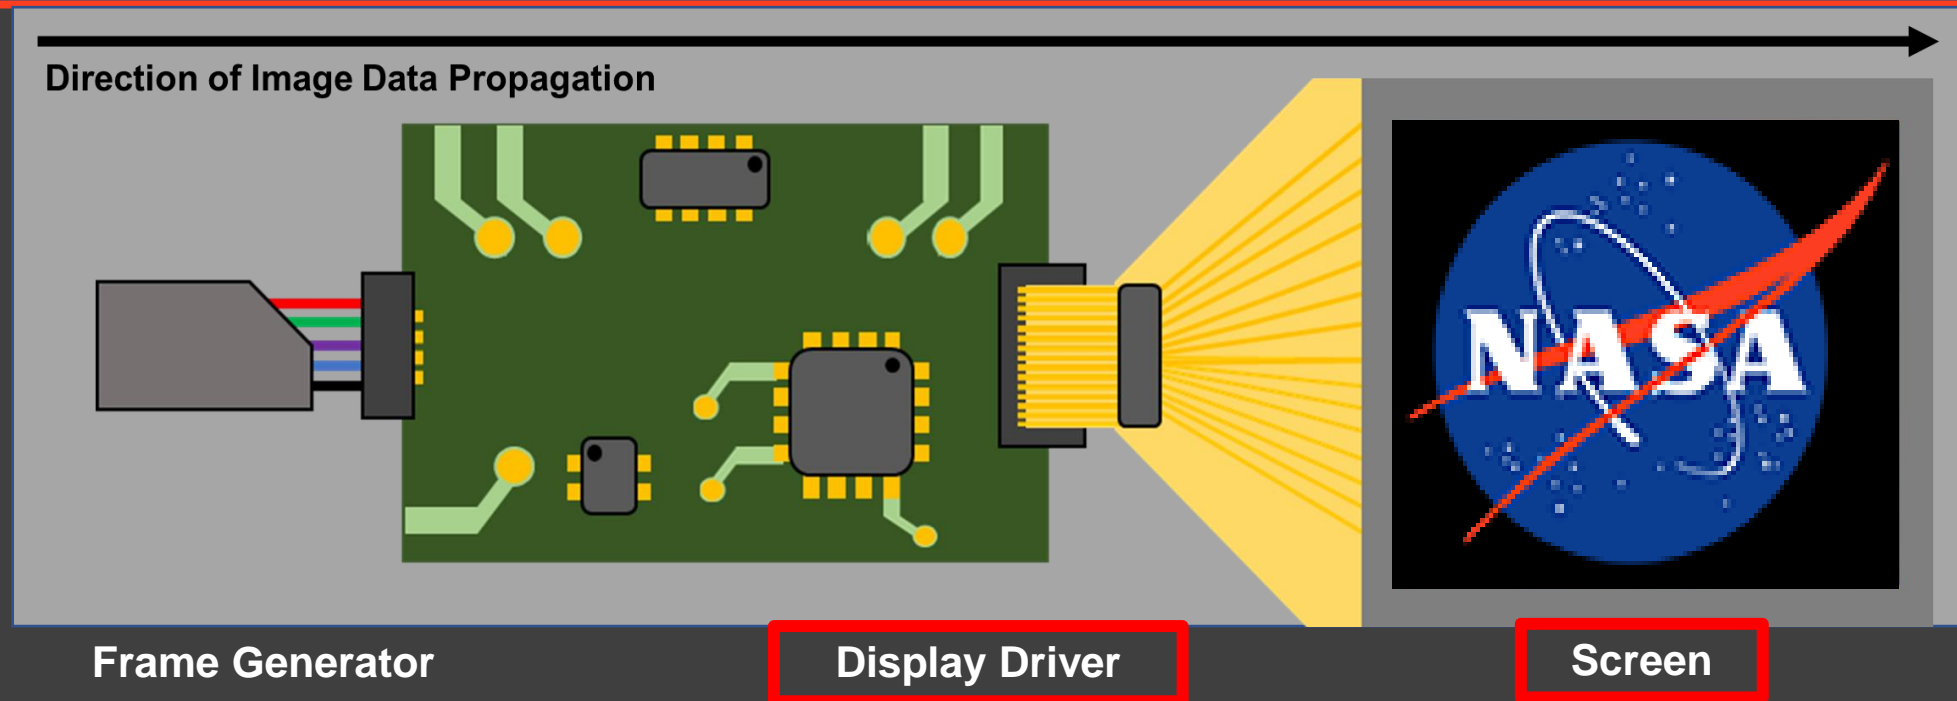 Direction of Image Data Propagation
NASA
Frame Generator
Display Driver
Screen